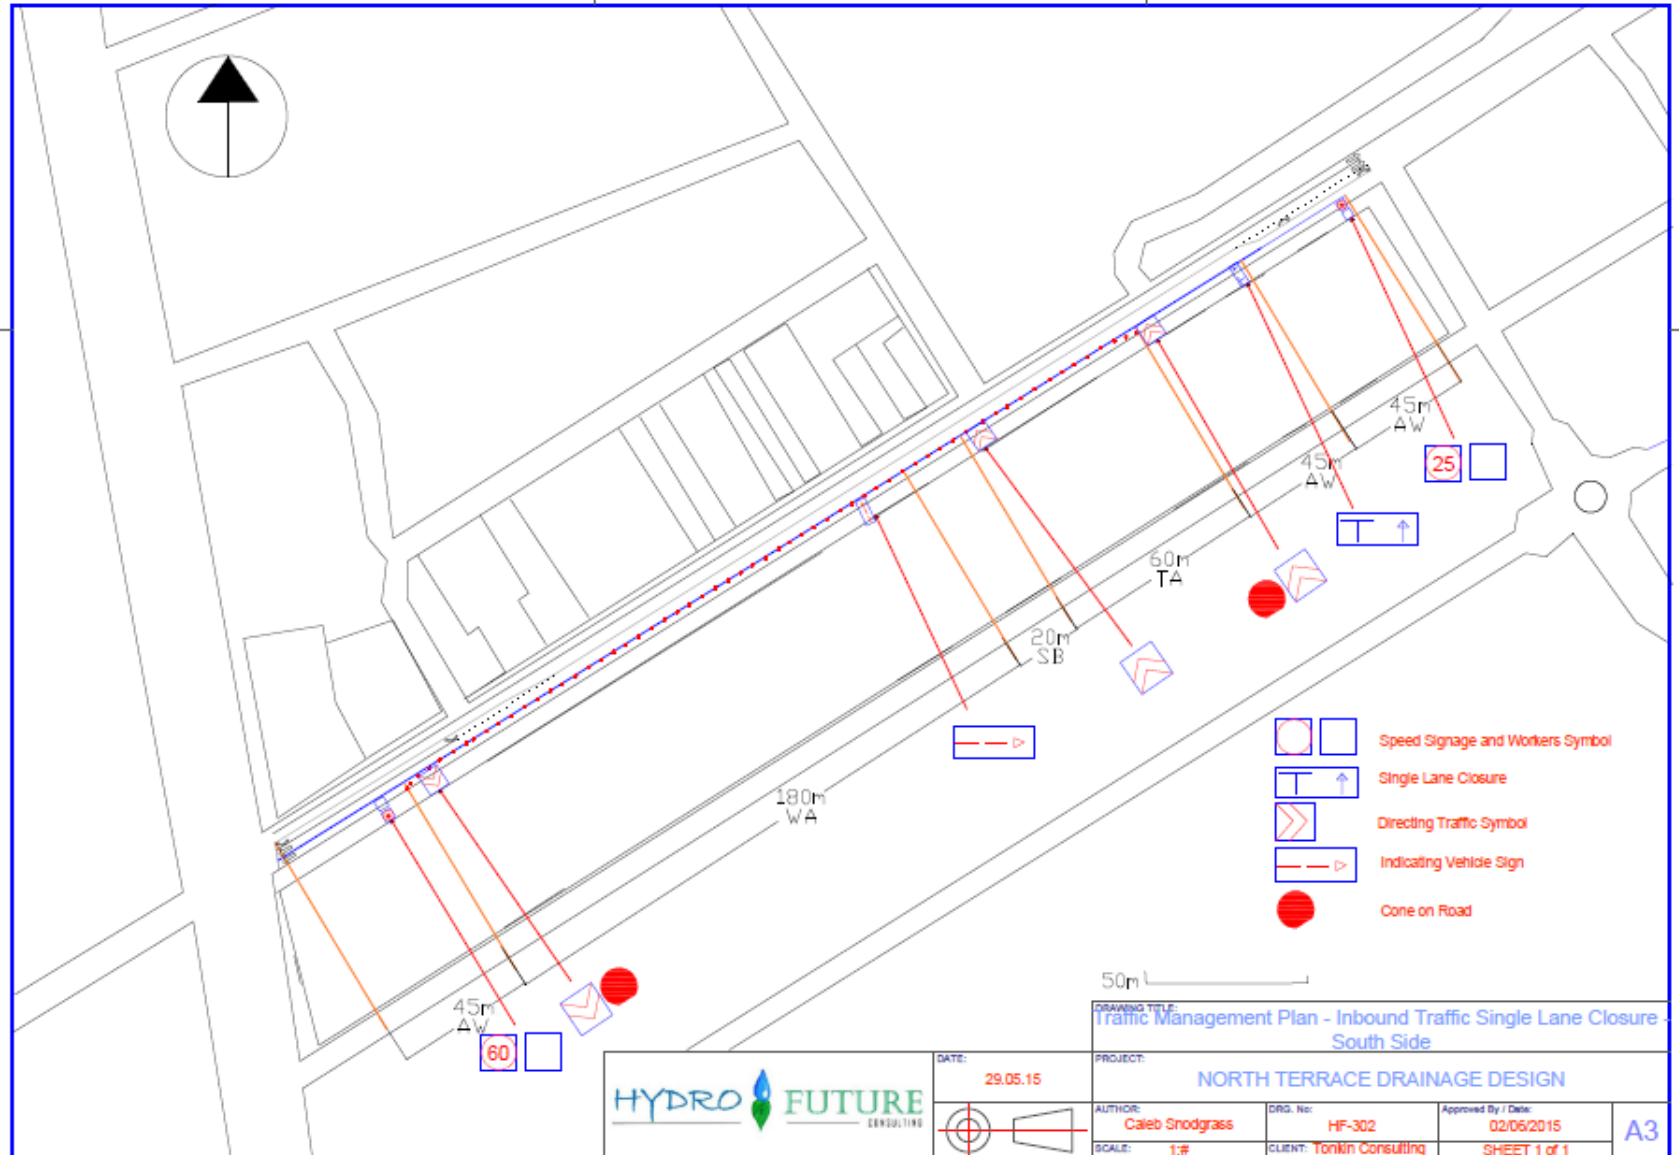 45m
AW
25
45m
AW
60m
TA
20m
SB
180m
WA
45m
AW
60
Speed Signage and Workers Symbol
Single Lane Closure
Directing Traffic Symbol
Indicating Vehicle Sign
Cone on Road
50m
DRAWING TITLE:
Traffic Management Plan - Inbound Traffic Single Lane Closure -
South Side
HYDRO FUTURE
CONSULTING
DATE:
29.05.15
PROJECT:
NORTH TERRACE DRAINAGE DESIGN
AUTHOR:
Caleb Snodgrass
DRG. No:
HF-302
Approved By / Date:
02/06/2015
A3
SCALE: 1:#
CLIENT: Tonkin Consulting
SHEET 1 of 1